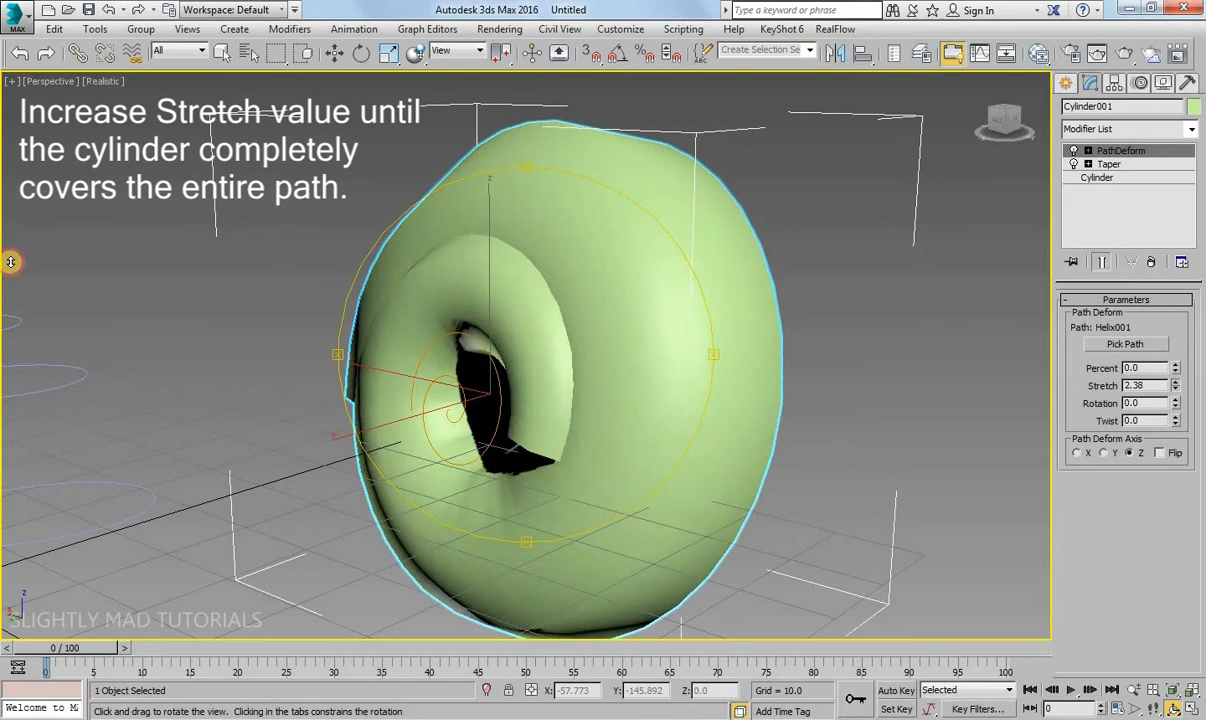 MAX
Workspace: Default
Autodesk 3ds Max 2016 Untitled
Type a keyword or phrase
Sign In
Edit Tools Group Views Create Modifiers Animation Graph Editors Rendering Civil View Customize Scripting Help KeyShot 6 RealFlow
All
View
3
Create Selection Se
[+] [Perspective] [Realistic]
Increase Stretch value until
the cylinder completely
covers the entire path.
z
SLIGHTLY MAD TUTORIALS
Cylinder001
Modifier List
PathDeform
Taper
Cylinder
Parameters
Path Deform
Path: Helix001
Pick Path
Percent 0.0
Stretch 2.38
Rotation 0.0
Twist 0.0
Path Deform Axis
X Y Z Flip
0 / 100
0 5 10 15 20 25 30 35 40 45 50 55 60 65 70 75 80 85 90 95 100
1 Object Selected
X: -57.773 Y: -145.892 Z: 0.0
Grid = 10.0
Auto Key Selected
Welcome to M
Click and drag to rotate the view. Clicking in the tabs constrains the rotation
Add Time Tag
Set Key
Key Filters...
0